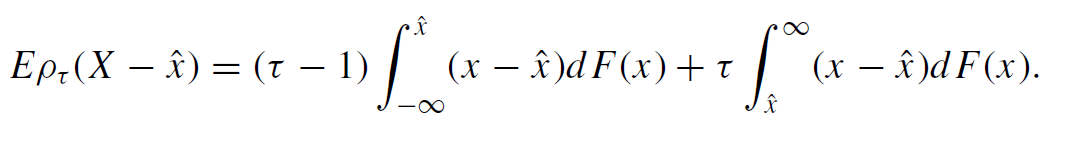 Eρ_τ(X − x̂) = (τ − 1) ∫_{−∞}^{x̂} (x − x̂)dF(x) + τ ∫_{x̂}^{∞} (x − x̂)dF(x).